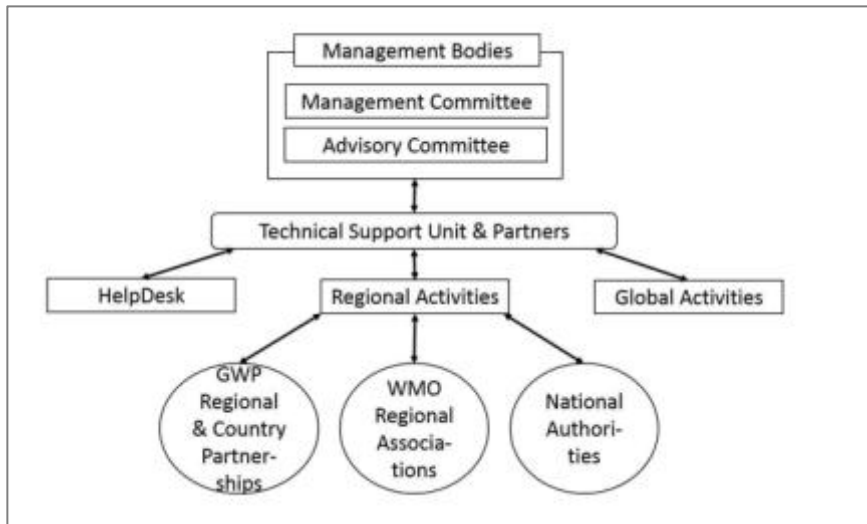 Management Bodies
Management Committee
Advisory Committee
Technical Support Unit & Partners
HelpDesk
Regional Activities
Global Activities
GWP
Regional
& Country
Partner-
ships
WMO
Regional
Associa-
tions
National
Authori-
ties